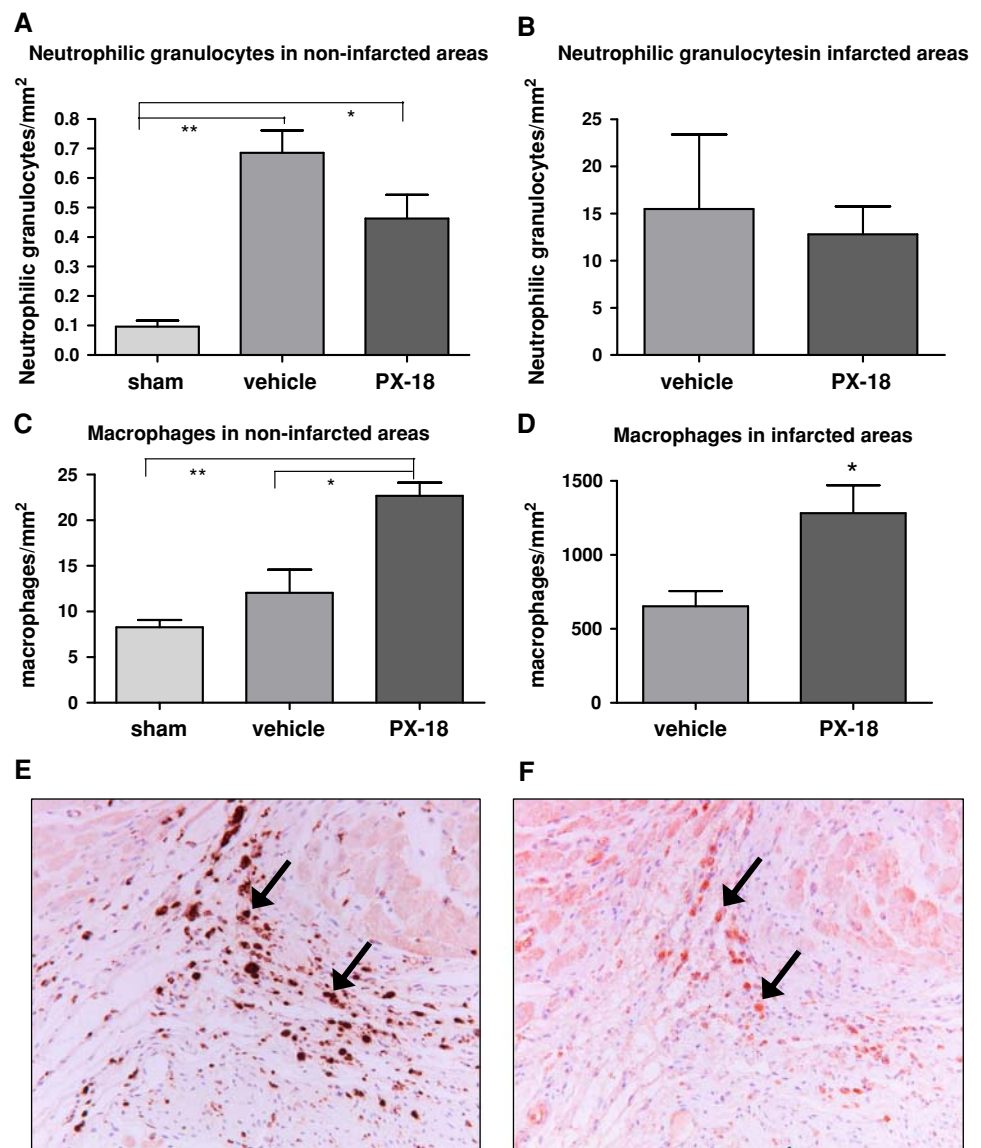 A
Neutrophilic granulocytes in non-infarcted areas
Neutrophilic granulocytes/mm2
0.8
0.7
0.6
0.5
0.4
0.3
0.2
0.1
0.0
**
*
sham vehicle PX-18
B
Neutrophilic granulocytesin infarcted areas
Neutrophilic granulocytes/mm2
25
20
15
10
5
0
vehicle PX-18
C
Macrophages in non-infarcted areas
macrophages/mm2
25
20
15
10
5
0
**
*
sham vehicle PX-18
D
Macrophages in infarcted areas
macrophages/mm2
1500
1000
500
0
*
vehicle PX-18
E
F